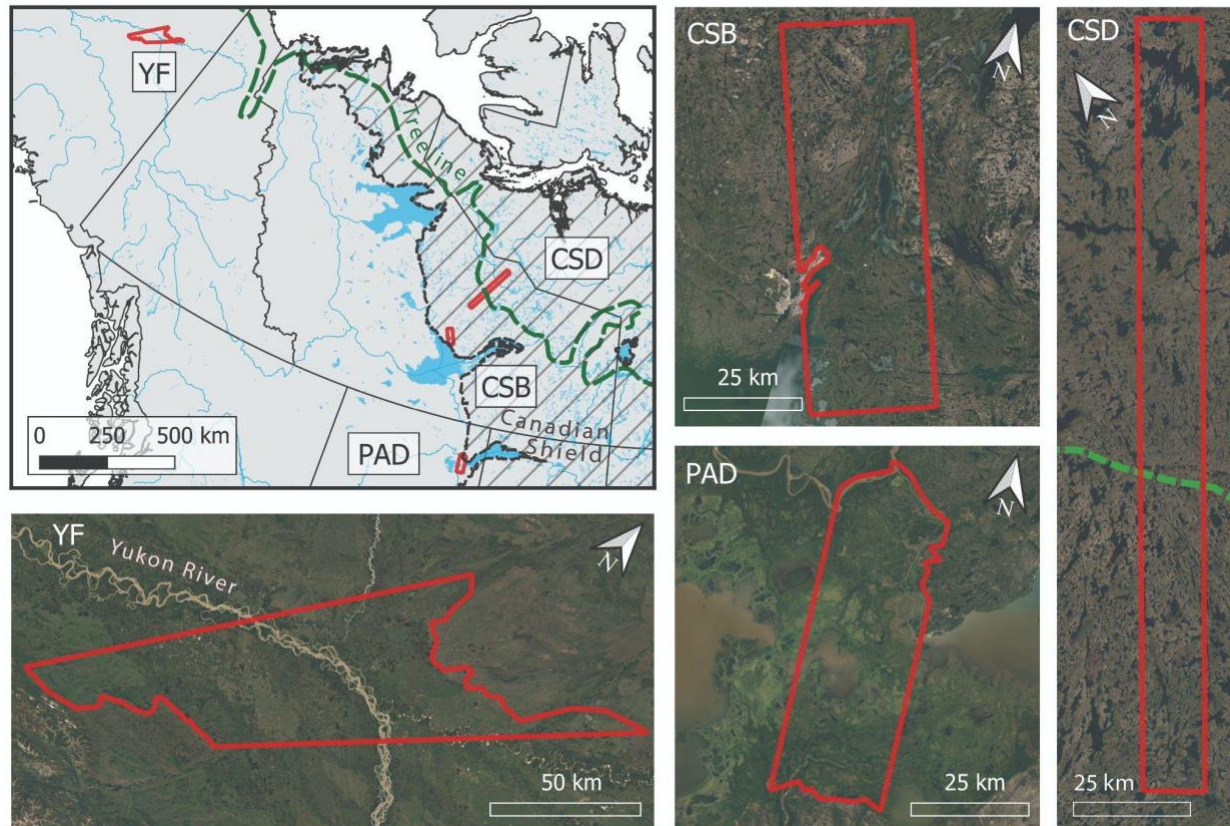 YF
Treeline
CSD
CSB
Canadian
Shield
PAD
0 250 500 km
CSB
N
25 km
CSD
N
25 km
YF
Yukon River
N
50 km
PAD
N
25 km